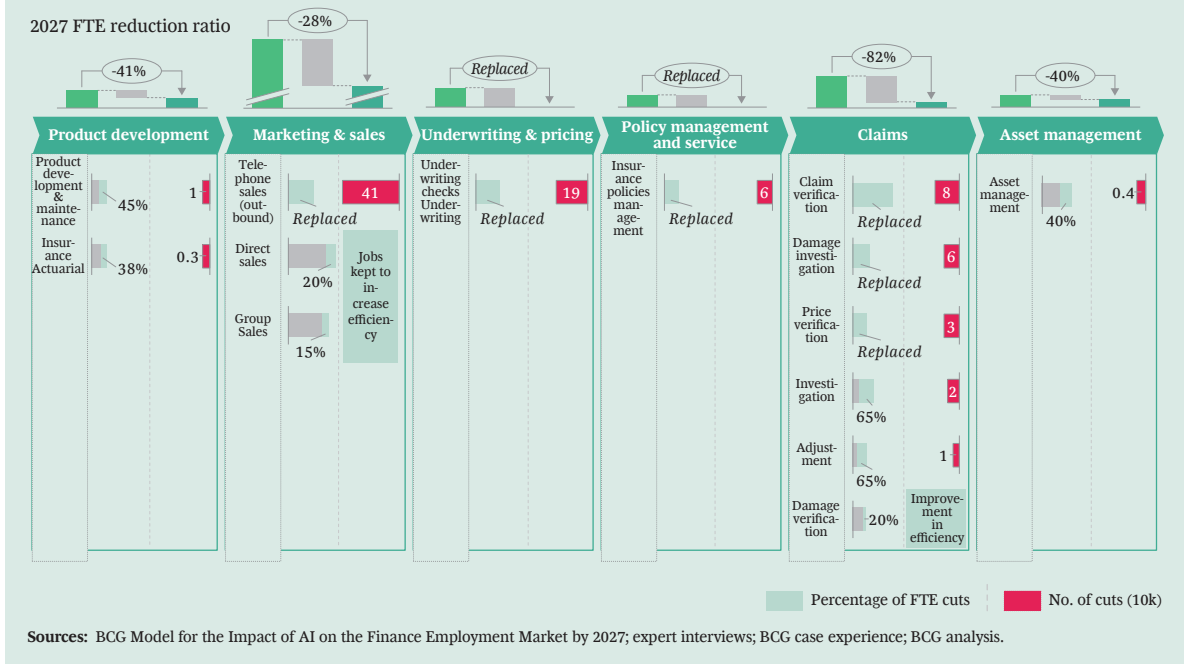 2027 FTE reduction ratio
-41%
-28%
Replaced
Replaced
-82%
-40%
Product development
Marketing & sales
Underwriting & pricing
Policy management
and service
Claims
Asset management
Product
deve-
lopment
&
mainte-
nance
45%
1
Insur-
ance
Actuarial
38%
0.3
Tele-
phone
sales
(out-
bound)
Replaced
41
Direct
sales
20%
Group
Sales
15%
Jobs
kept to
in-
crease
efficien-
cy
Under-
writing
checks
Under-
writing
Replaced
19
Insur-
ance
policies
man-
age-
ment
Replaced
6
Claim
verifica-
tion
Replaced
8
Damage
investi-
gation
Replaced
6
Price
verifica-
tion
Replaced
3
Investi-
gation
65%
2
Adjust-
ment
65%
1
Damage
verifica-
tion
20%
Improve-
ment
in
efficiency
Asset
manage-
ment
40%
0.4
Percentage of FTE cuts
No. of cuts (10k)
Sources: BCG Model for the Impact of AI on the Finance Employment Market by 2027; expert interviews; BCG case experience; BCG analysis.